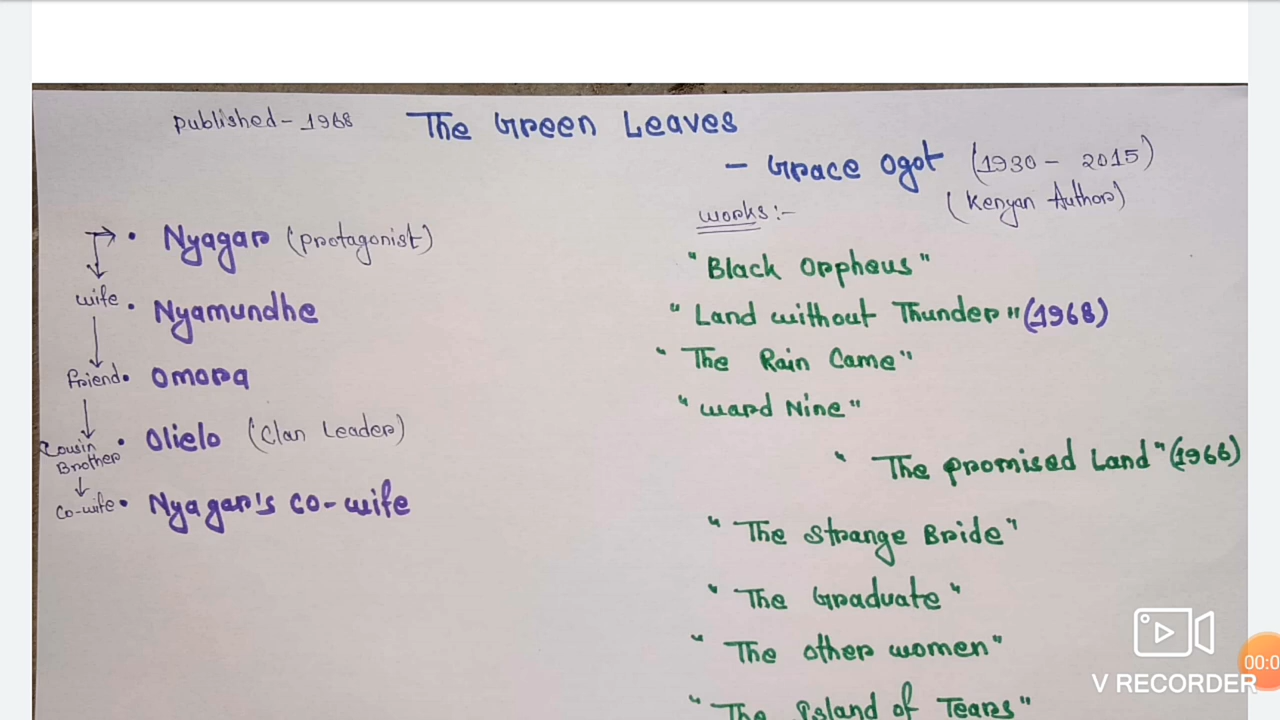 Published - 1968 The Green Leaves
- Grace Ogot (1930 - 2015)
(Kenyan Author)
Works :-
• Nyagar (protagonist)
wife • Nyamundhe
Friend • Omora
Cousin Brother • Olielo (Clan Leader)
Co-wife • Nyagar's co-wife
"Black Orpheus"
"Land without Thunder" (1968)
"The Rain Came"
"Ward Nine"
"The Promised Land" (1966)
"The Strange Bride"
"The Graduate"
"The other women"
"The Island of Tears"
V RECORDER
00:0